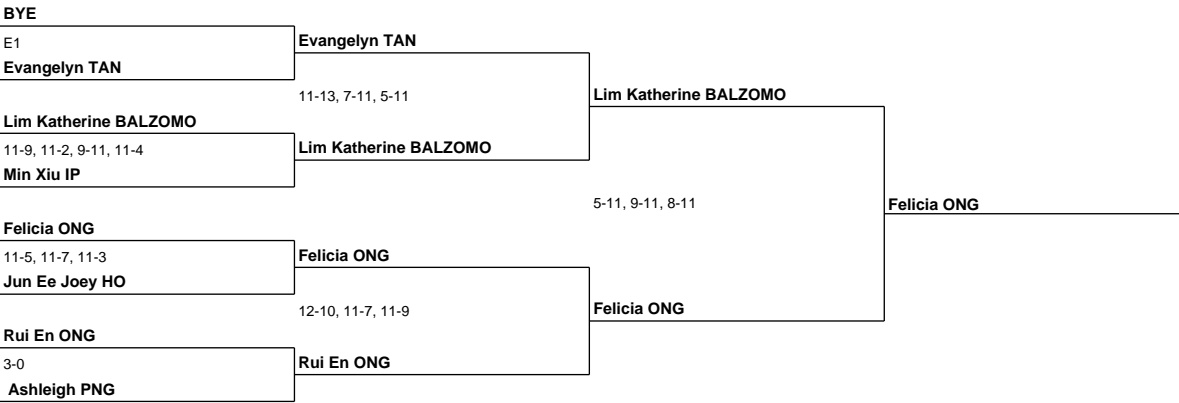 BYE
E1
Evangelyn TAN
Evangelyn TAN
11-13, 7-11, 5-11
Lim Katherine BALZOMO
Lim Katherine BALZOMO
11-9, 11-2, 9-11, 11-4
Lim Katherine BALZOMO
Min Xiu IP
5-11, 9-11, 8-11
Felicia ONG
Felicia ONG
11-5, 11-7, 11-3
Felicia ONG
Jun Ee Joey HO
12-10, 11-7, 11-9
Felicia ONG
Rui En ONG
3-0
Rui En ONG
Ashleigh PNG